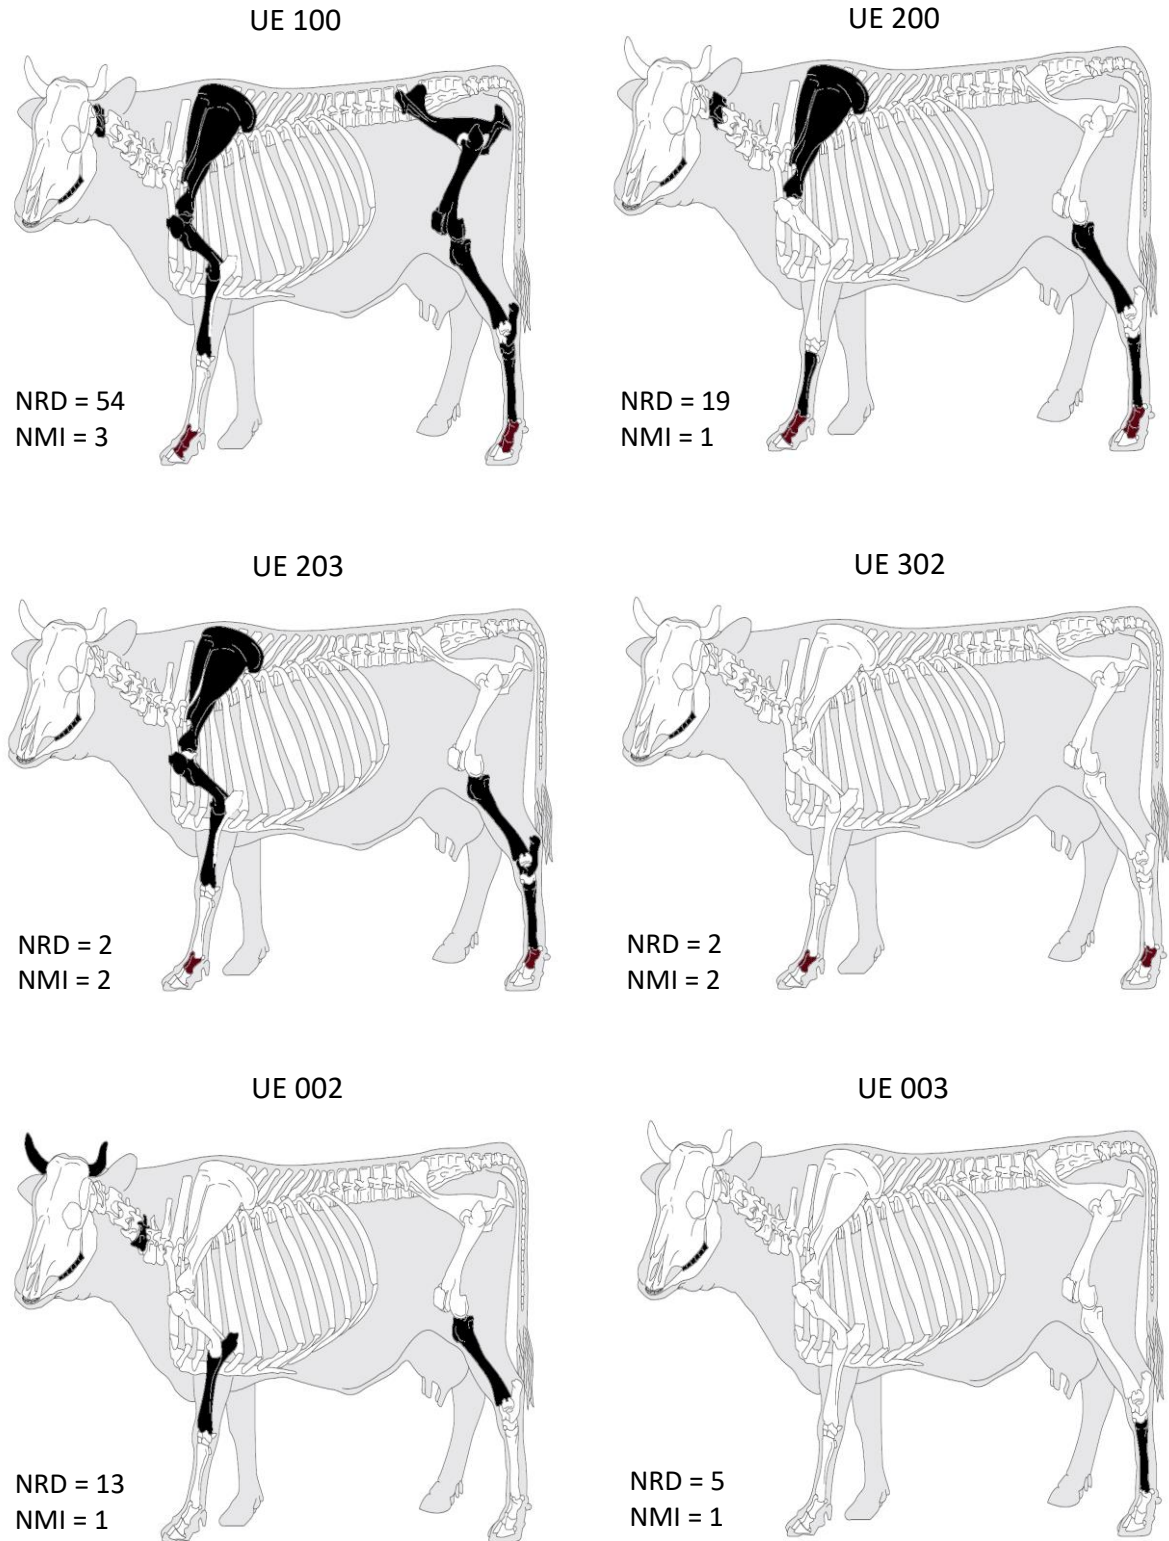 UE 100
UE 200
NRD = 54
NMI = 3
NRD = 19
NMI = 1
UE 203
UE 302
NRD = 2
NMI = 2
NRD = 2
NMI = 2
UE 002
UE 003
NRD = 13
NMI = 1
NRD = 5
NMI = 1